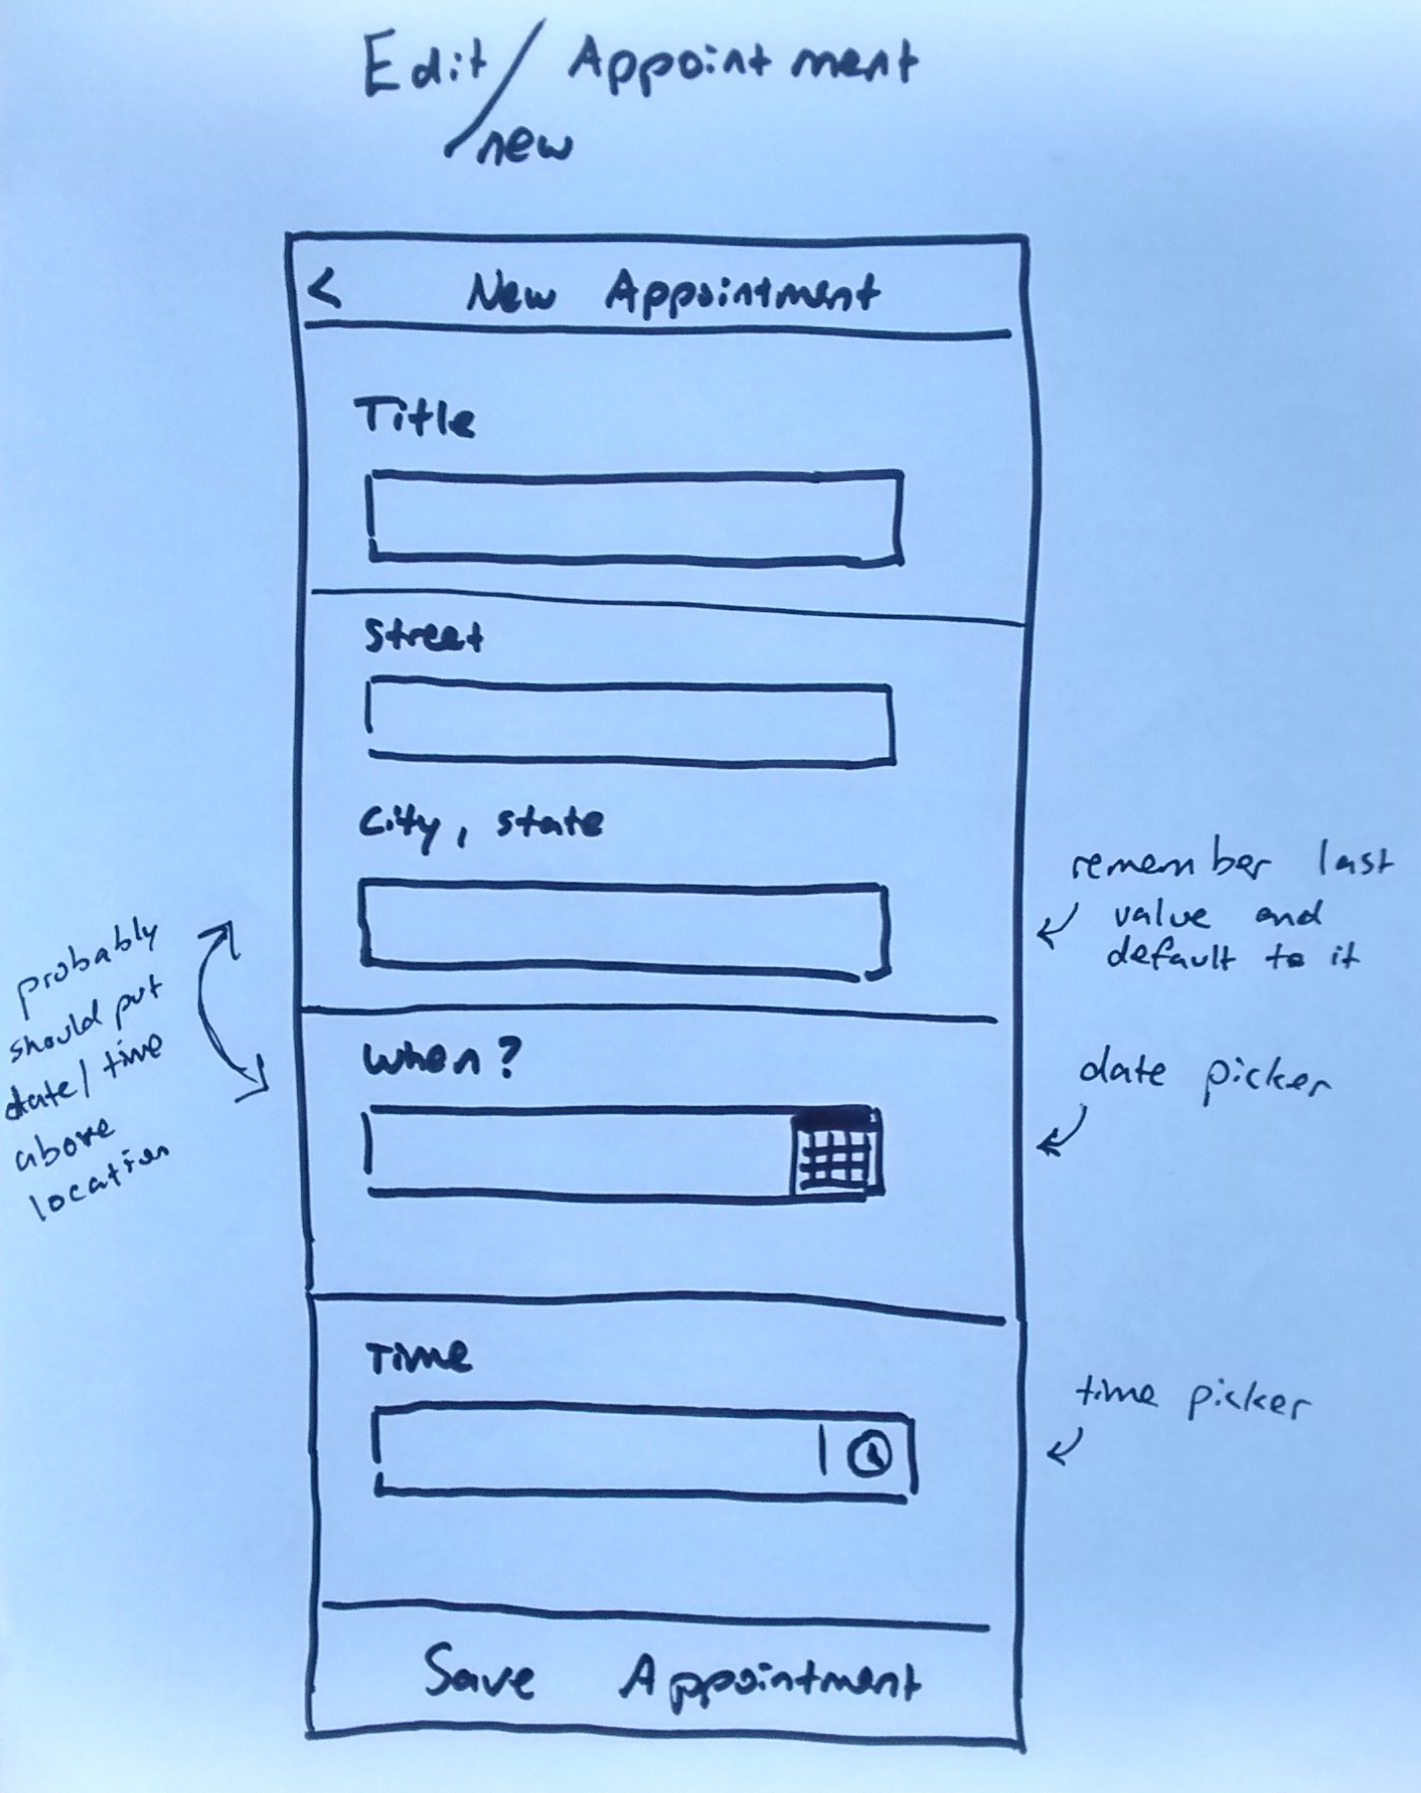 Edit/ Appointment
/new
< New Appointment
Title
Street
City, state
remember last
value and
default to it
probably
should put
date/time
above
location
When?
date picker
Time
time picker
Save Appointment